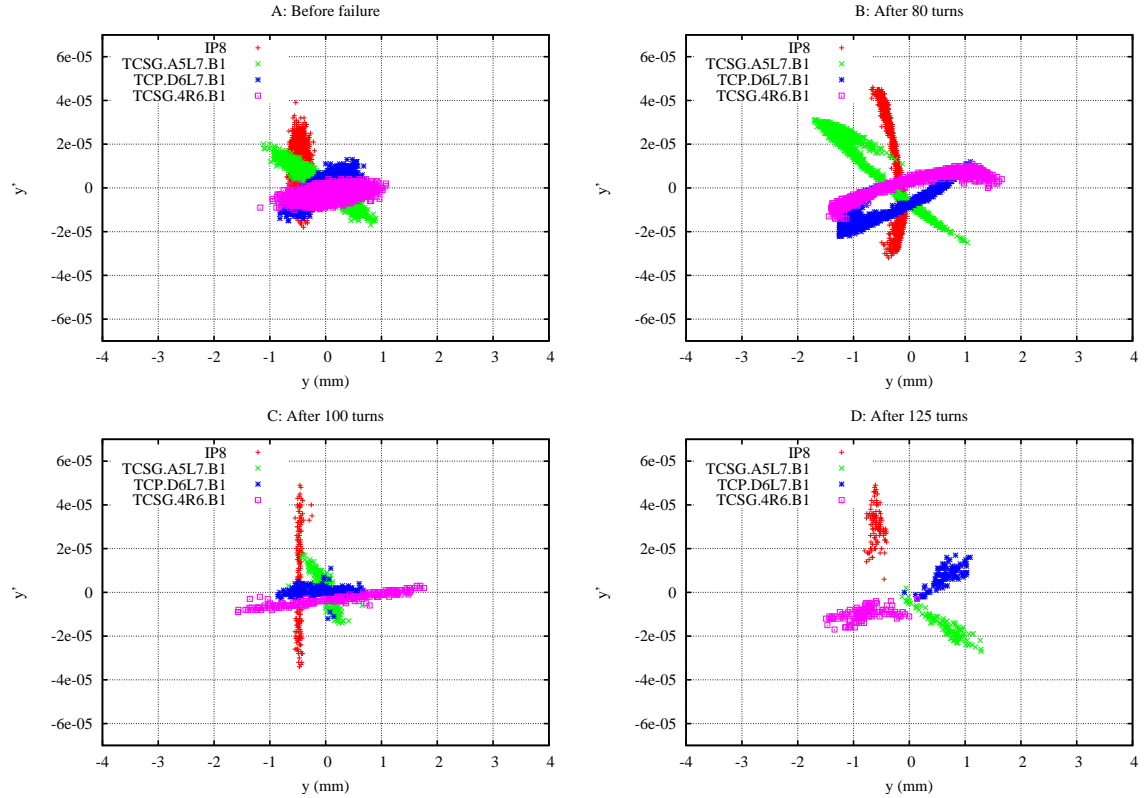 A: Before failure
IP8
TCSG.A5L7.B1
TCP.D6L7.B1
TCSG.4R6.B1
6e-05
4e-05
2e-05
0
-2e-05
-4e-05
-6e-05
y'
-4 -3 -2 -1 0 1 2 3 4
y (mm)
B: After 80 turns
IP8
TCSG.A5L7.B1
TCP.D6L7.B1
TCSG.4R6.B1
6e-05
4e-05
2e-05
0
-2e-05
-4e-05
-6e-05
y'
-4 -3 -2 -1 0 1 2 3 4
y (mm)
C: After 100 turns
IP8
TCSG.A5L7.B1
TCP.D6L7.B1
TCSG.4R6.B1
6e-05
4e-05
2e-05
0
-2e-05
-4e-05
-6e-05
y'
-4 -3 -2 -1 0 1 2 3 4
y (mm)
D: After 125 turns
IP8
TCSG.A5L7.B1
TCP.D6L7.B1
TCSG.4R6.B1
6e-05
4e-05
2e-05
0
-2e-05
-4e-05
-6e-05
y'
-4 -3 -2 -1 0 1 2 3 4
y (mm)